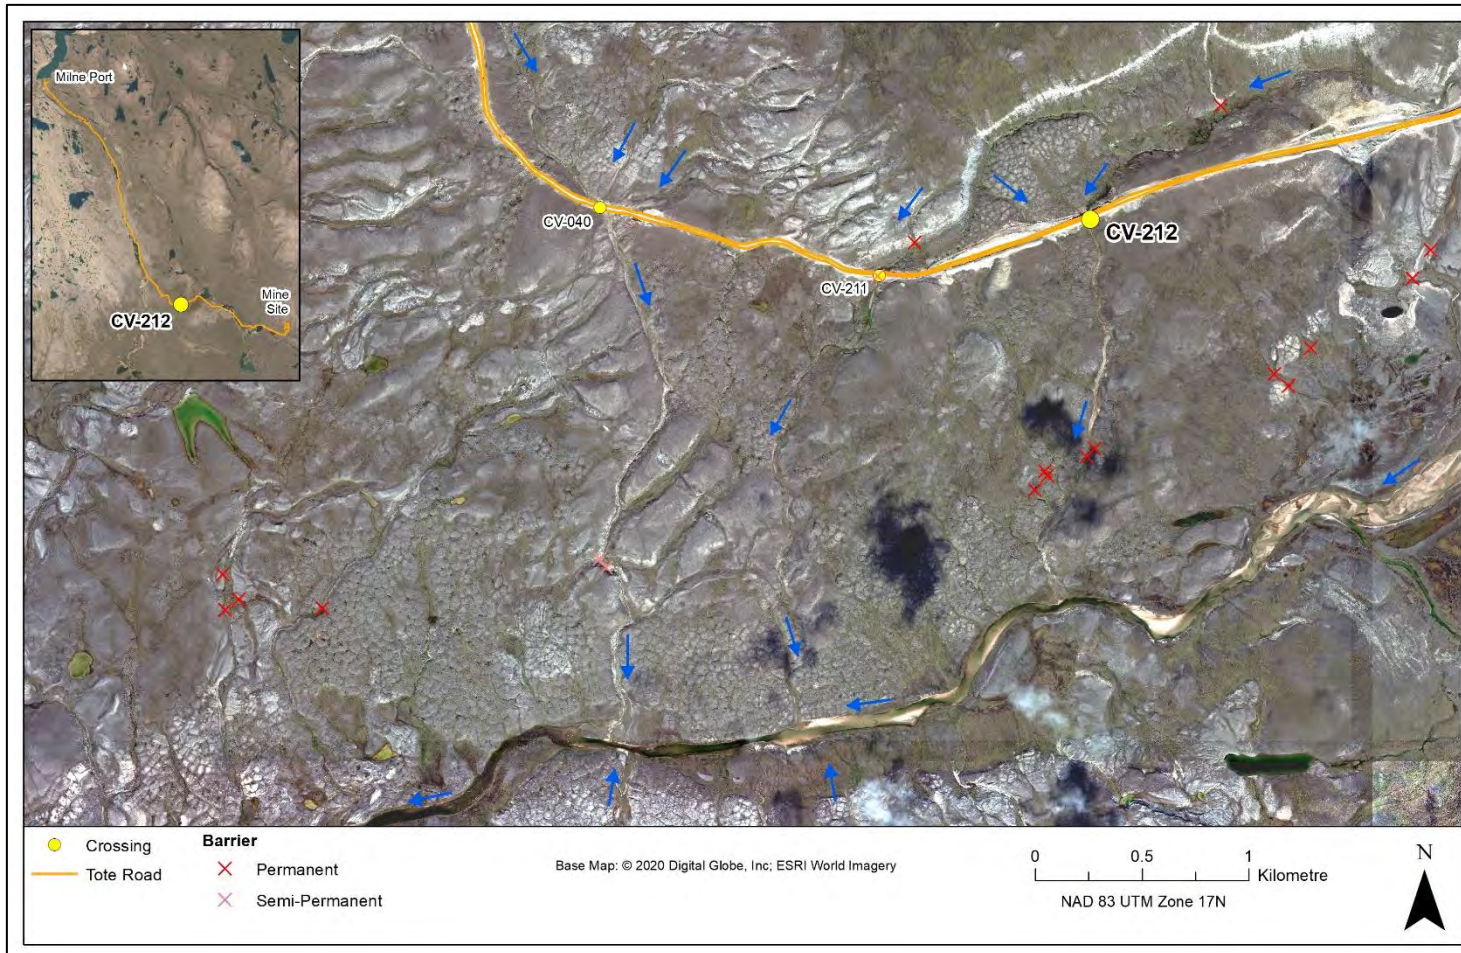 Milne Port
Mine
Site
CV-212
CV-040
CV-211
CV-212
Crossing
Tote Road
Barrier
Permanent
Semi-Permanent
Base Map: © 2020 Digital Globe, Inc; ESRI World Imagery
0 0.5 1
Kilometre
NAD 83 UTM Zone 17N
N